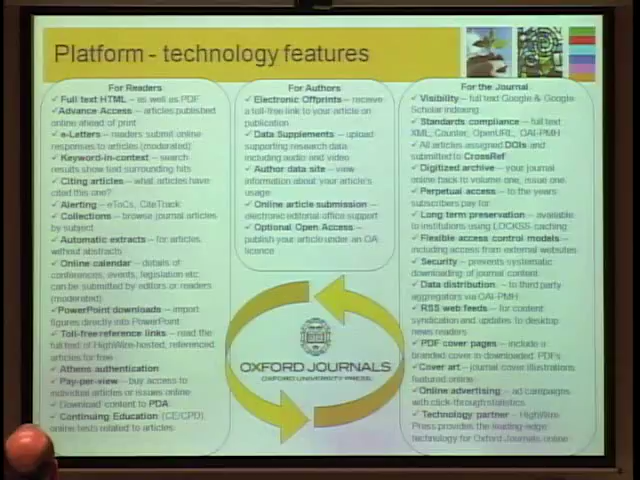 Platform - technology features
For Readers
✓ Full text HTML – as well as PDF
✓ Advance Access – articles published
online ahead of print
✓ e-Letters – readers submit online
responses to articles (moderated)
✓ Keyword-in-context – search
results show text surrounding hits
✓ Citing articles – what articles have
cited this one?
✓ Alerting – eTOCs, CiteTrack
✓ Collections – browse journal articles
by subject
✓ Automatic extracts – for articles
without abstracts
✓ Online calendar – details of
conferences, events, legislation etc.
can be submitted by editors or readers
(moderated)
✓ PowerPoint downloads – import
figures directly into PowerPoint
✓ Toll-free reference links – read the
full text of HighWire-hosted, referenced
articles for free
✓ Athens authentication
✓ Pay-per-view – buy access to
individual articles or issues online
✓ Download content to PDA
✓ Continuing Education (CE/CPD)
online tests related to articles
For Authors
✓ Electronic Offprints – receive
a toll-free link to your article on
publication
✓ Data Supplements – upload
supporting research data
including audio and video
✓ Author data site – view
information about your article's
usage
✓ Online article submission –
electronic editorial office support
✓ Optional Open Access –
publish your article under an OA
licence
OXFORD JOURNALS
OXFORD UNIVERSITY PRESS
For the Journal
✓ Visibility – full text Google & Google
Scholar indexing
✓ Standards compliance – full text
XML, Counter, OpenURL, OAI-PMH
✓ All articles assigned DOIs and
submitted to CrossRef
✓ Digitized archive – your journal
online back to volume one, issue one
✓ Perpetual access – to the years
subscribers pay for
✓ Long term preservation – available
to institutions using LOCKSS caching
✓ Flexible access control models –
including access from external websites
✓ Security – prevents systematic
downloading of journal content
✓ Data distribution – to third party
aggregators via OAI-PMH
✓ RSS web feeds – for content
syndication and updates to desktop
news readers
✓ PDF cover pages – include a
branded cover in downloaded PDFs
✓ Cover art – journal cover illustrations
featured online
✓ Online advertising – ad campaigns
with click-through statistics
✓ Technology partner – HighWire
Press provides the leading-edge
technology for Oxford Journals online